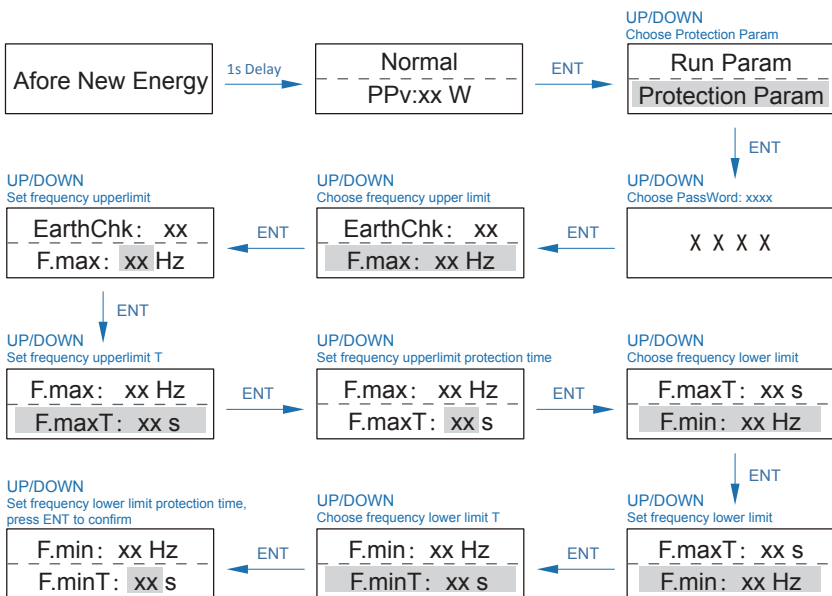 UP/DOWN
Choose Protection Param
Afore New Energy
1s Delay
Normal
PPv:xx W
ENT
Run Param
Protection Param
ENT
UP/DOWN
Choose PassWord: xxxx
X X X X
ENT
UP/DOWN
Choose frequency upper limit
EarthChk: xx
F.max: xx Hz
ENT
UP/DOWN
Set frequency upperlimit
EarthChk: xx
F.max: xx Hz
ENT
UP/DOWN
Set frequency upperlimit T
F.max: xx Hz
F.maxT: xx s
ENT
UP/DOWN
Set frequency upperlimit protection time
F.max: xx Hz
F.maxT: xx s
ENT
UP/DOWN
Choose frequency lower limit
F.maxT: xx s
F.min: xx Hz
ENT
UP/DOWN
Set frequency lower limit
F.maxT: xx s
F.min: xx Hz
ENT
UP/DOWN
Choose frequency lower limit T
F.min: xx Hz
F.minT: xx s
ENT
UP/DOWN
Set frequency lower limit protection time,
press ENT to confirm
F.min: xx Hz
F.minT: xx s